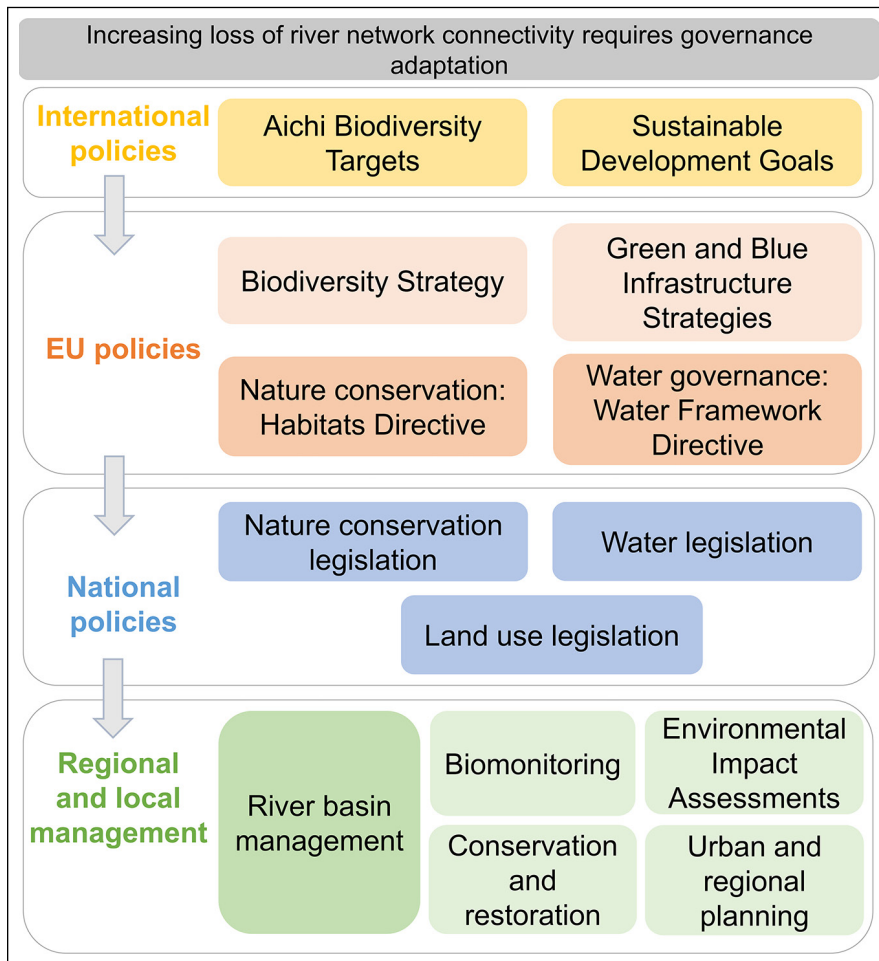 Increasing loss of river network connectivity requires governance
adaptation
International
policies
Aichi Biodiversity
Targets
Sustainable
Development Goals
EU policies
Biodiversity Strategy
Green and Blue
Infrastructure
Strategies
Nature conservation:
Habitats Directive
Water governance:
Water Framework
Directive
National
policies
Nature conservation
legislation
Water legislation
Land use legislation
Regional
and local
management
River basin
management
Biomonitoring
Environmental
Impact
Assessments
Conservation
and
restoration
Urban and
regional
planning